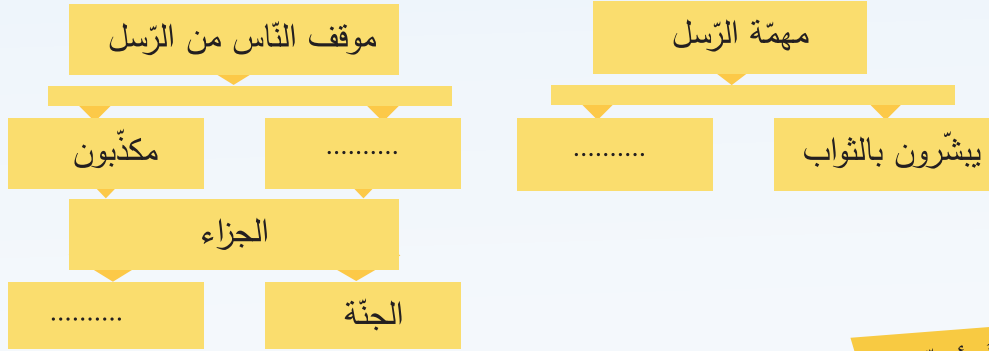 مهمّة الرّسل
يبشّرون بالثواب
..........
موقف النّاس من الرّسل
..........
مكذّبون
الجزاء
الجنّة
..........